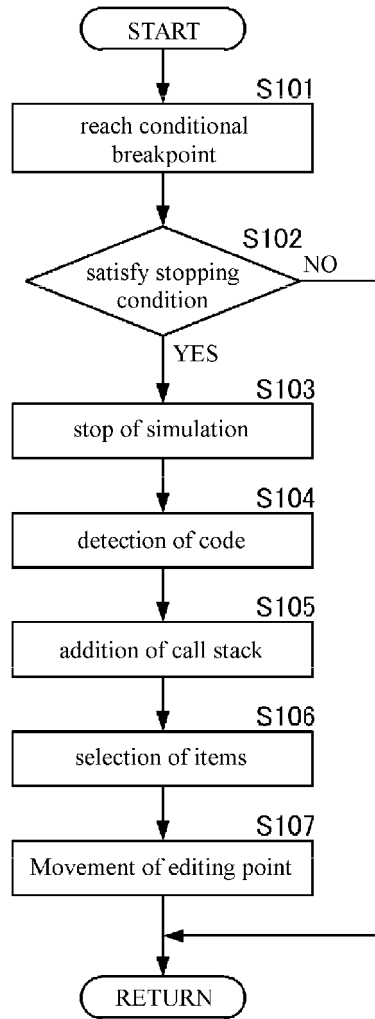 START
S101
reach conditional
breakpoint
S102
satisfy stopping
condition
NO
YES
S103
stop of simulation
S104
detection of code
S105
addition of call stack
S106
selection of items
S107
Movement of editing point
RETURN